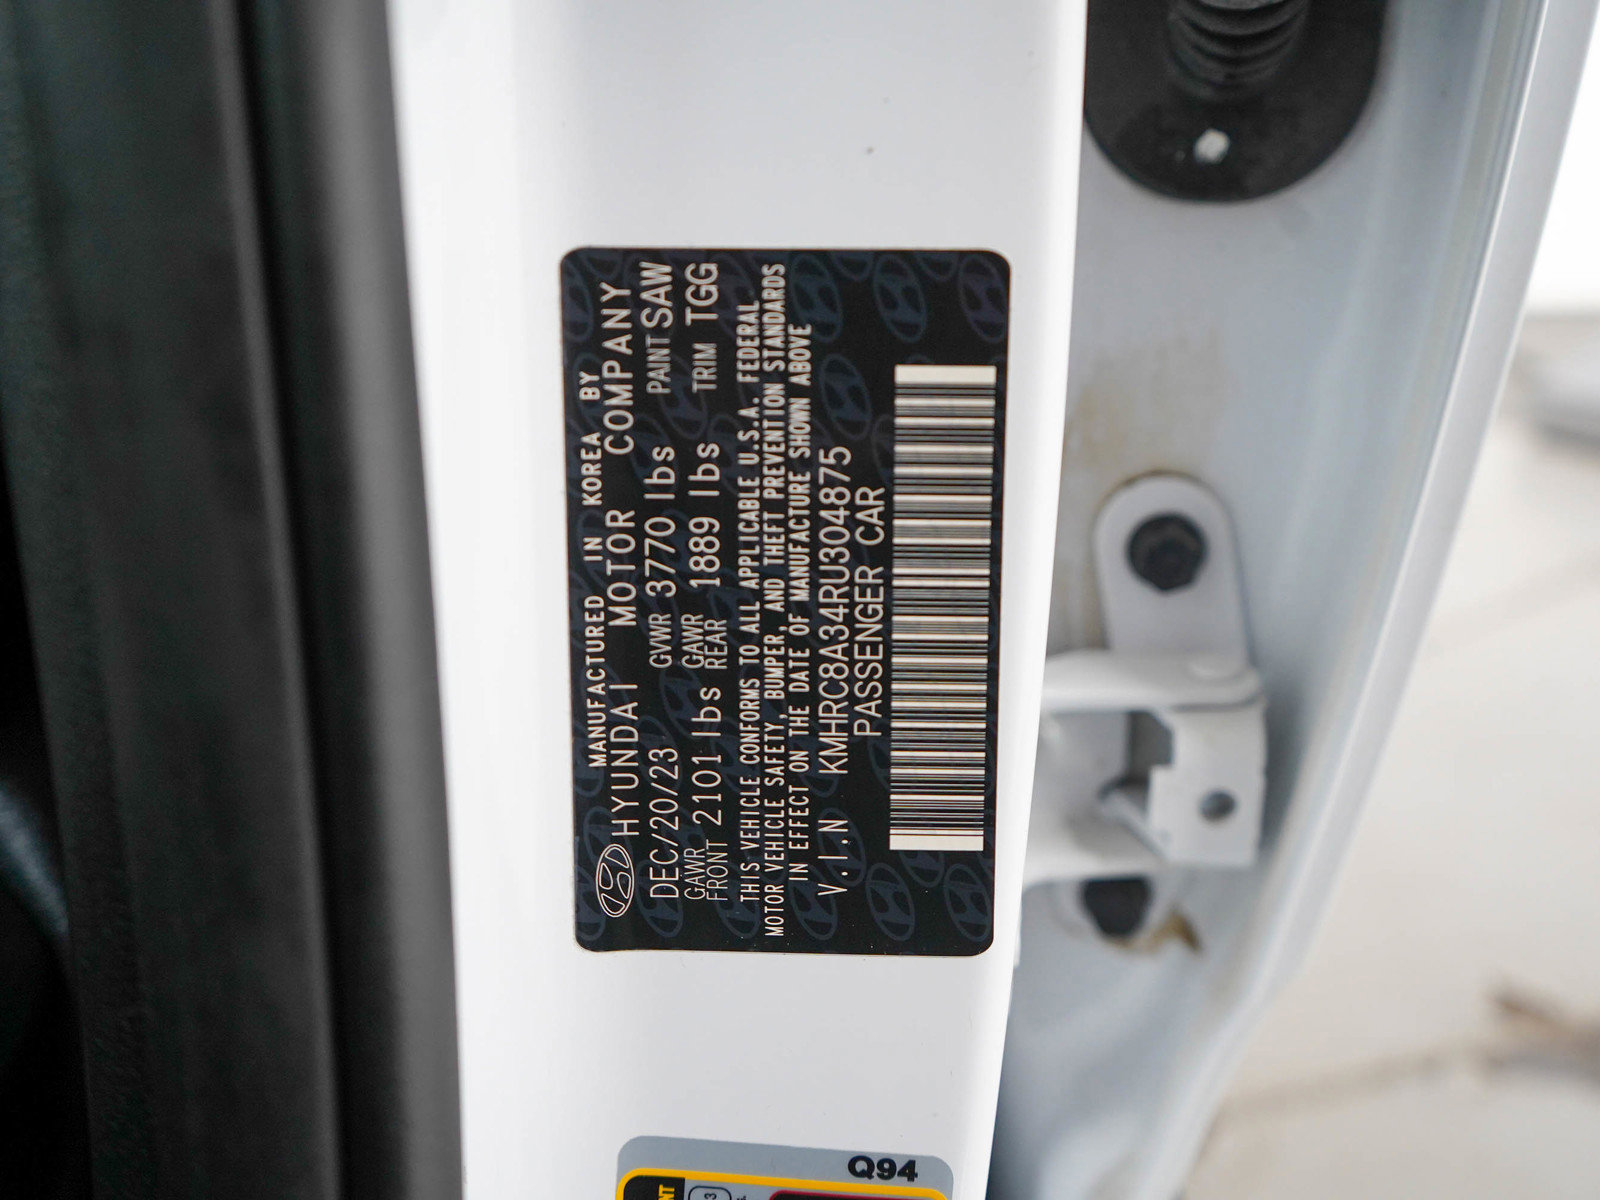 MANUFACTURED IN KOREA BY
HYUNDAI MOTOR COMPANY
DEC/20/23 GVWR 3770 lbs PAINT SAW
GAWR FRONT 2101 lbs GAWR REAR 1889 lbs TRIM TGG
THIS VEHICLE CONFORMS TO ALL APPLICABLE U.S.A. FEDERAL
MOTOR VEHICLE SAFETY, BUMPER, AND THEFT PREVENTION STANDARDS
IN EFFECT ON THE DATE OF MANUFACTURE SHOWN ABOVE
V.I.N KMHRC8A34RU304875
PASSENGER CAR
Q94